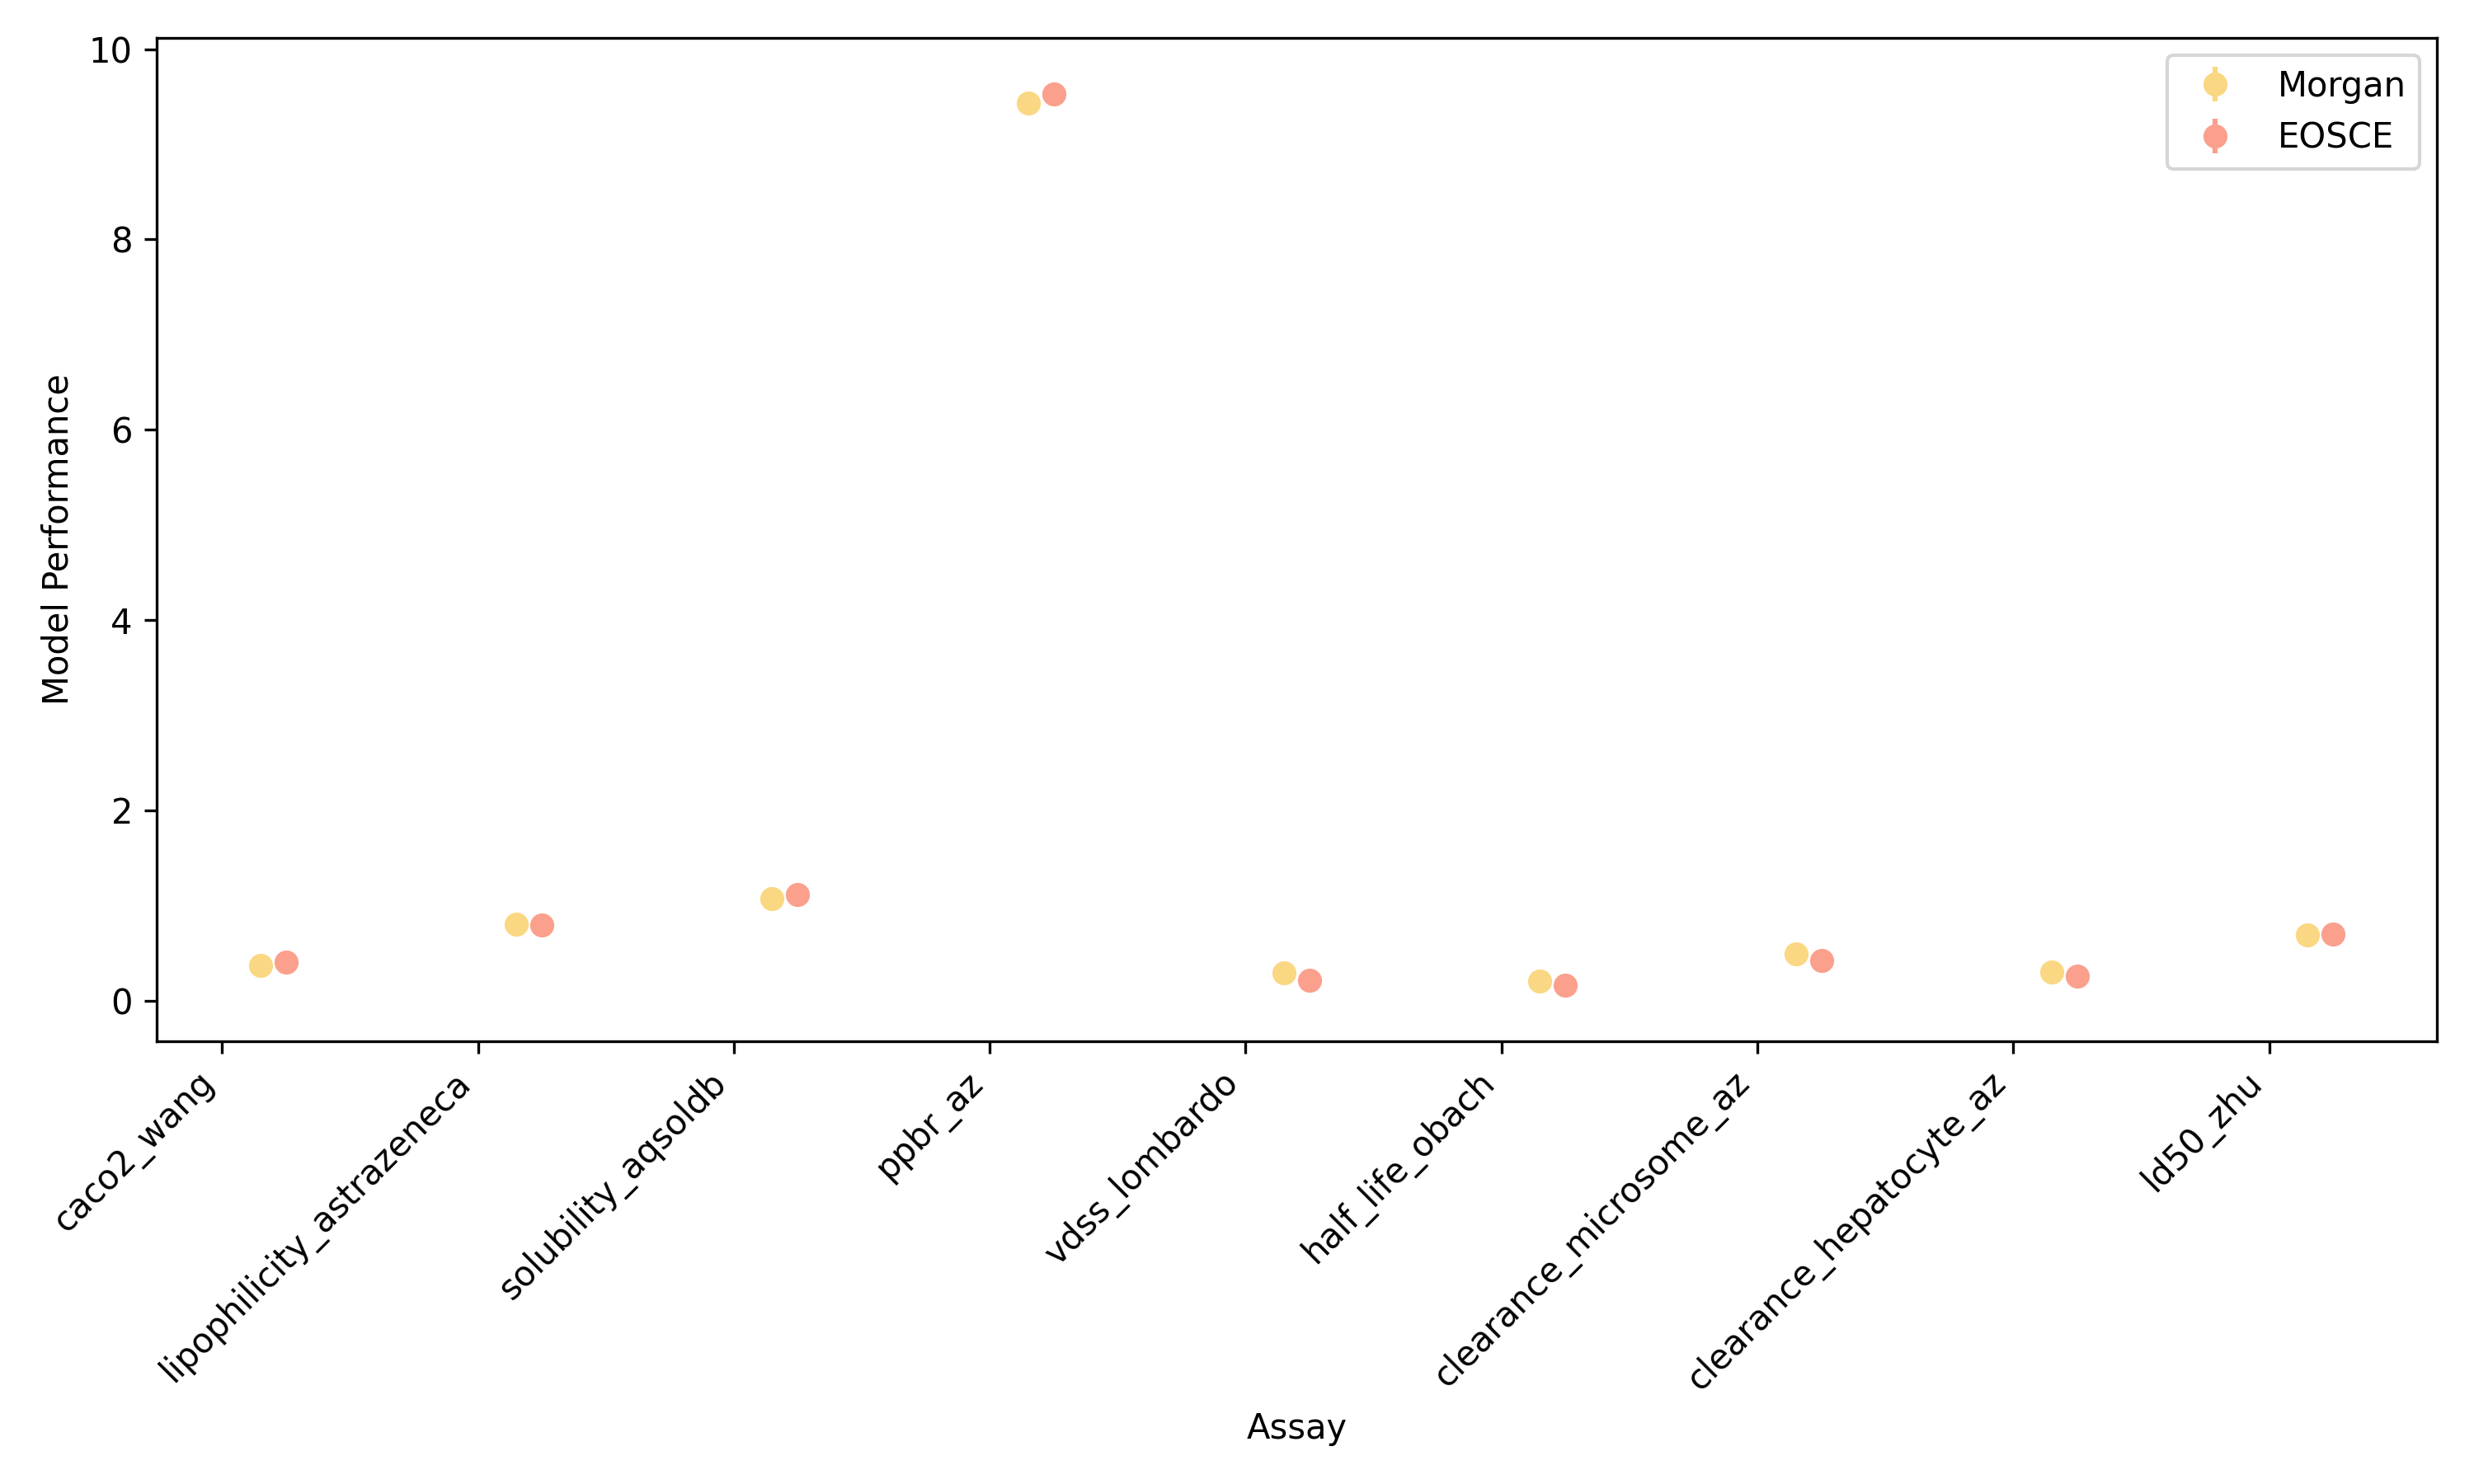 Morgan
EOSCE
10
8
6
4
2
0
Model Performance
caco2_wang
lipophilicity_astrazeneca
solubility_aqsoldb
ppbr_az
vdss_lombardo
half_life_obach
clearance_microsome_az
clearance_hepatocyte_az
ld50_zhu
Assay